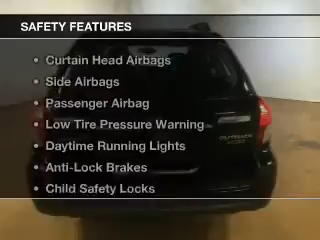 SAFETY FEATURES
• Curtain Head Airbags
• Side Airbags
• Passenger Airbag
• Low Tire Pressure Warning
• Daytime Running Lights
• Anti-Lock Brakes
• Child Safety Locks
OUTBACK